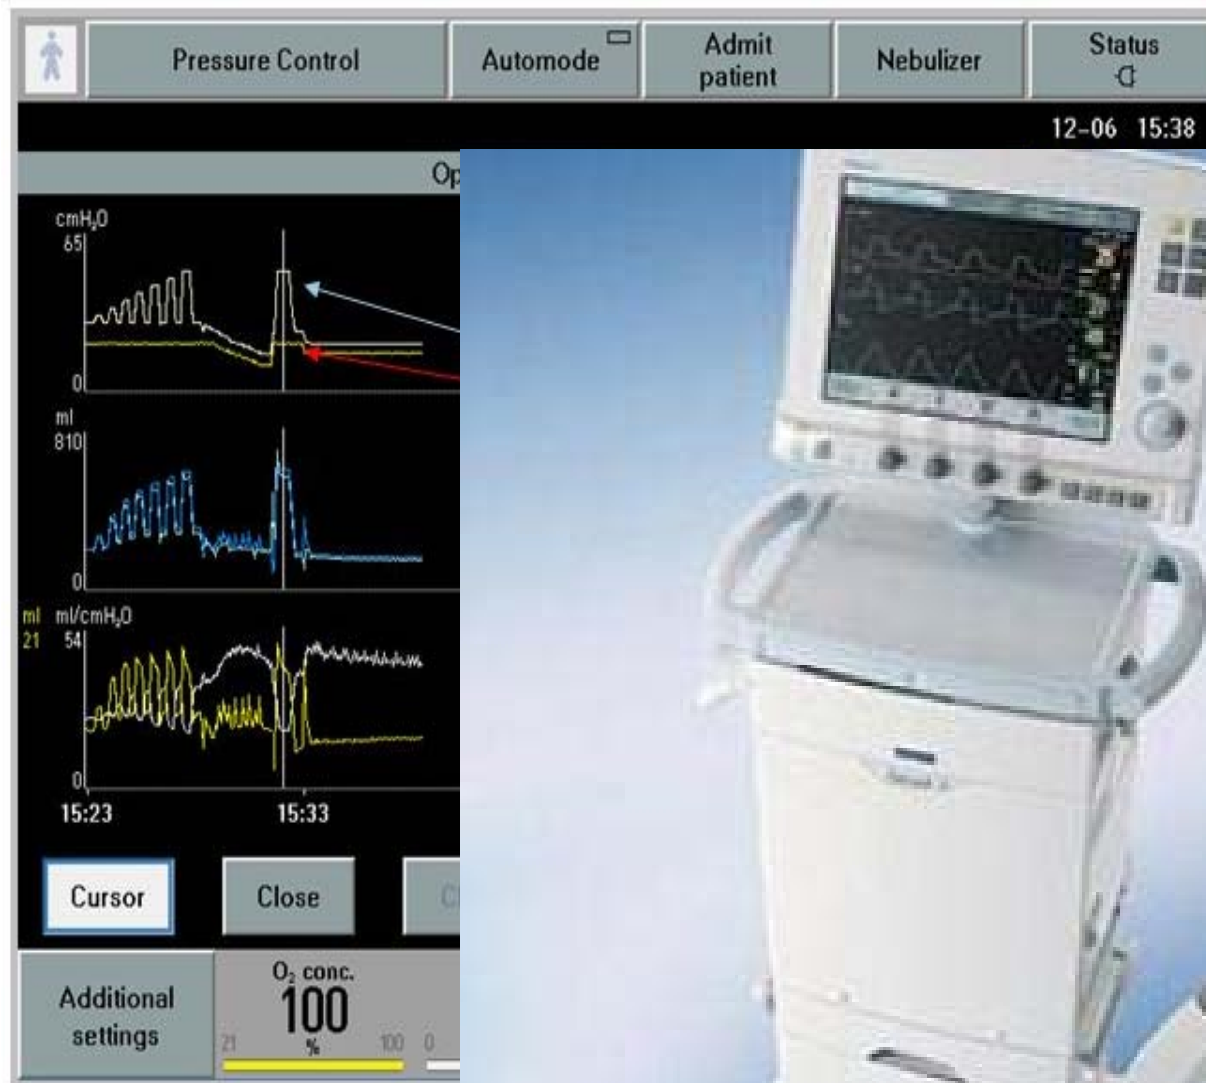 Pressure Control
Automode
Admit
patient
Nebulizer
Status
12-06 15:38
Op
cmH₂O
65
0
ml
810
0
ml ml/cmH₂O
21 54
0
15:23 15:33
Cursor
Close
Additional
settings
O₂ conc.
100
21 % 100 0